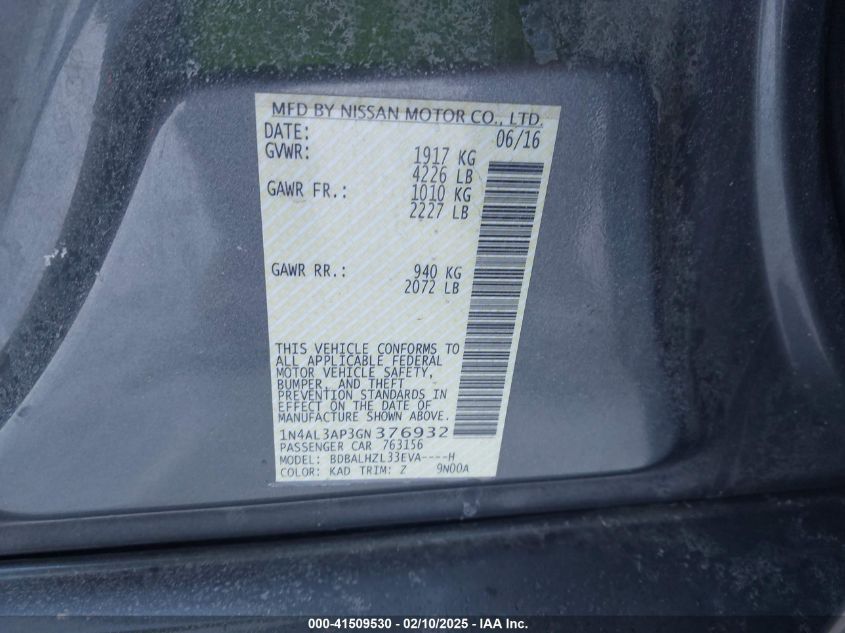 MFD BY NISSAN MOTOR CO., LTD.
DATE: 06/16
GVWR: 1917 KG
4226 LB
GAWR FR.: 1010 KG
2227 LB
GAWR RR.: 940 KG
2072 LB
THIS VEHICLE CONFORMS TO
ALL APPLICABLE FEDERAL
MOTOR VEHICLE SAFETY,
BUMPER, AND THEFT
PREVENTION STANDARDS IN
EFFECT ON THE DATE OF
MANUFACTURE SHOWN ABOVE.
1N4AL3AP3GN376932
PASSENGER CAR 763156
MODEL: BDBALHZL33EVA----H
COLOR: KAD TRIM: Z 9N00A
000-41509530 - 02/10/2025 - IAA Inc.